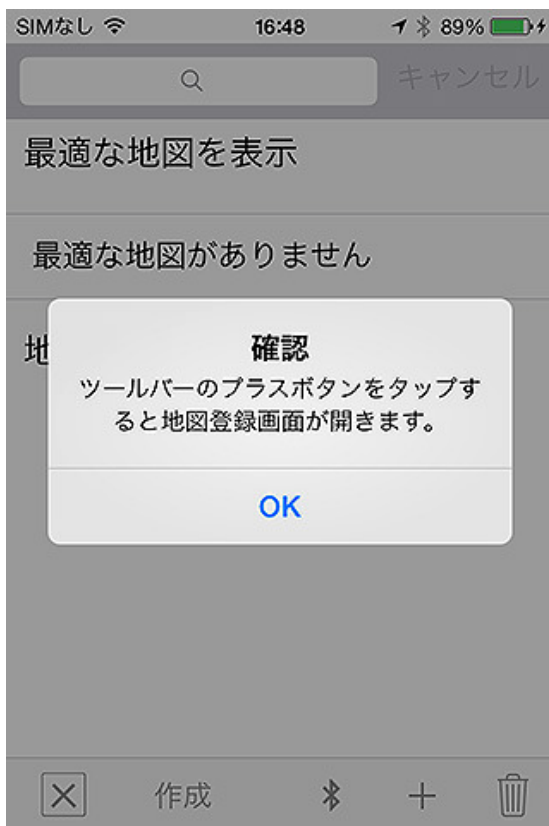 SIMなし 16:48 89%
キャンセル
最適な地図を表示
最適な地図がありません
地
確認
ツールバーのプラスボタンをタップす
ると地図登録画面が開きます。
OK
作成